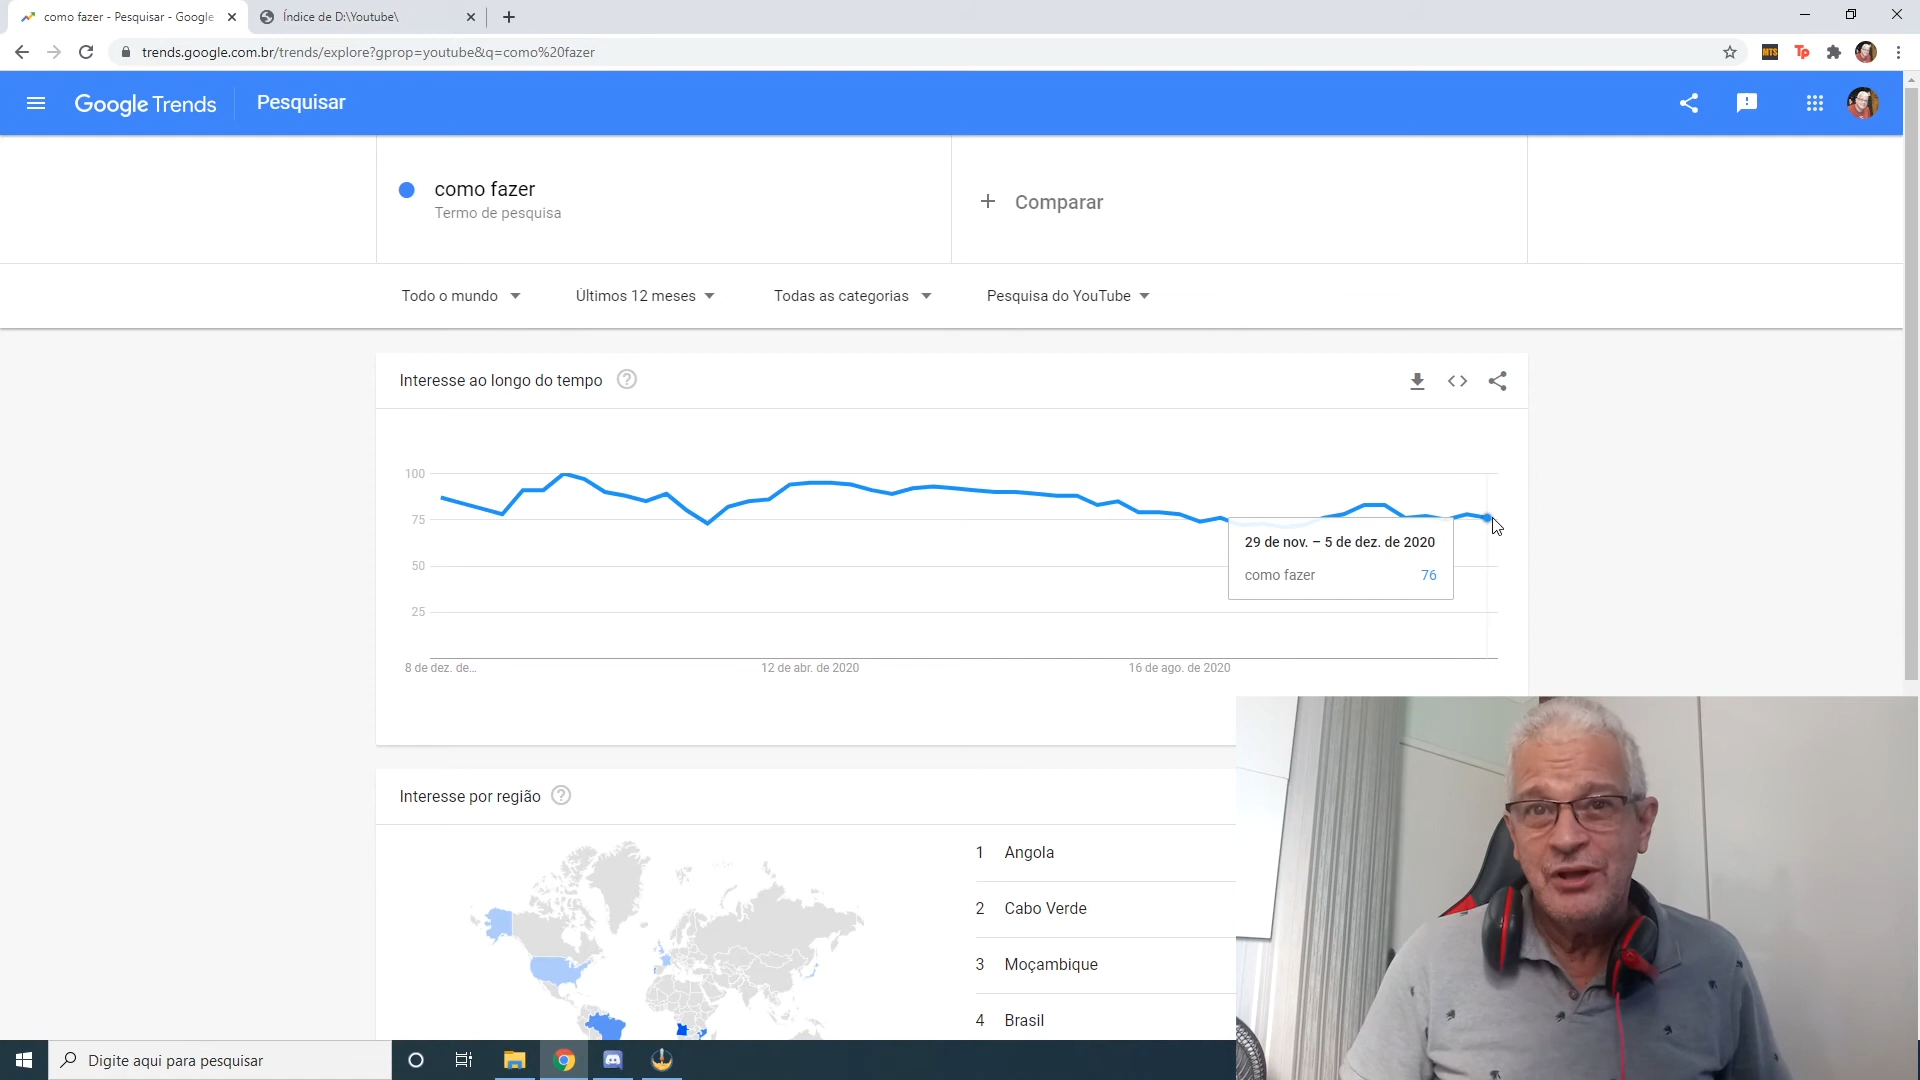 como fazer - Pesquisar - Google
Índice de D:\Youtube\
trends.google.com.br/trends/explore?gprop=youtube&q=como%20fazer
MTS
Tp
Google Trends
Pesquisar
como fazer
Termo de pesquisa
+ Comparar
Todo o mundo
Últimos 12 meses
Todas as categorias
Pesquisa do YouTube
Interesse ao longo do tempo
100
75
50
25
29 de nov. – 5 de dez. de 2020
como fazer 76
8 de dez. de...
12 de abr. de 2020
16 de ago. de 2020
Interesse por região
1 Angola
2 Cabo Verde
3 Moçambique
4 Brasil
Digite aqui para pesquisar